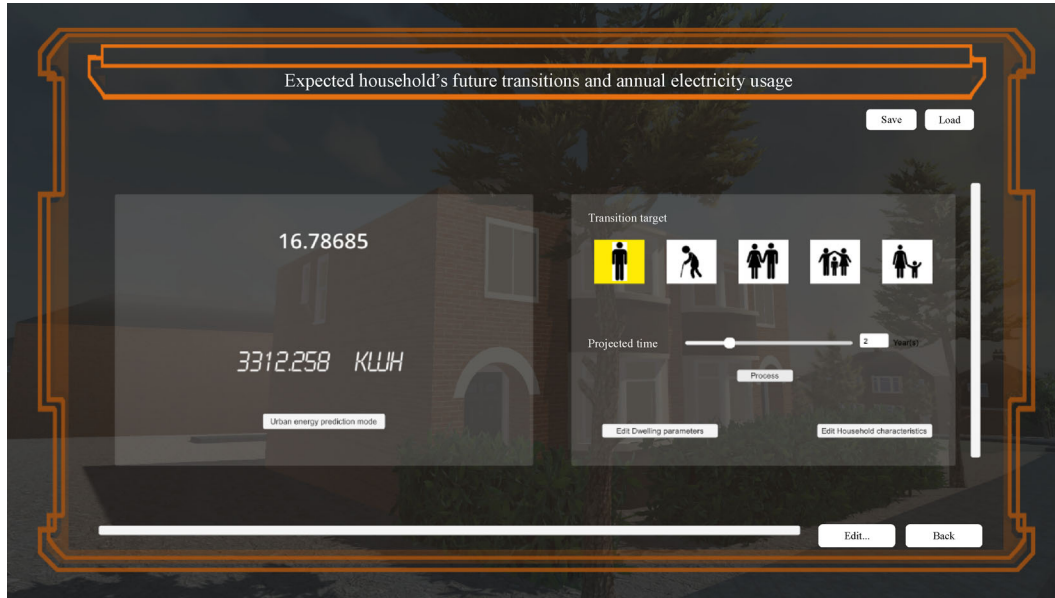 Expected household's future transitions and annual electricity usage
Save Load
Transition target
16.78685
Projected time 2 Year(s)
3312.258 KWH
Process
Urban energy prediction mode
Edit Dwelling parameters Edit Household characteristics
Edit... Back